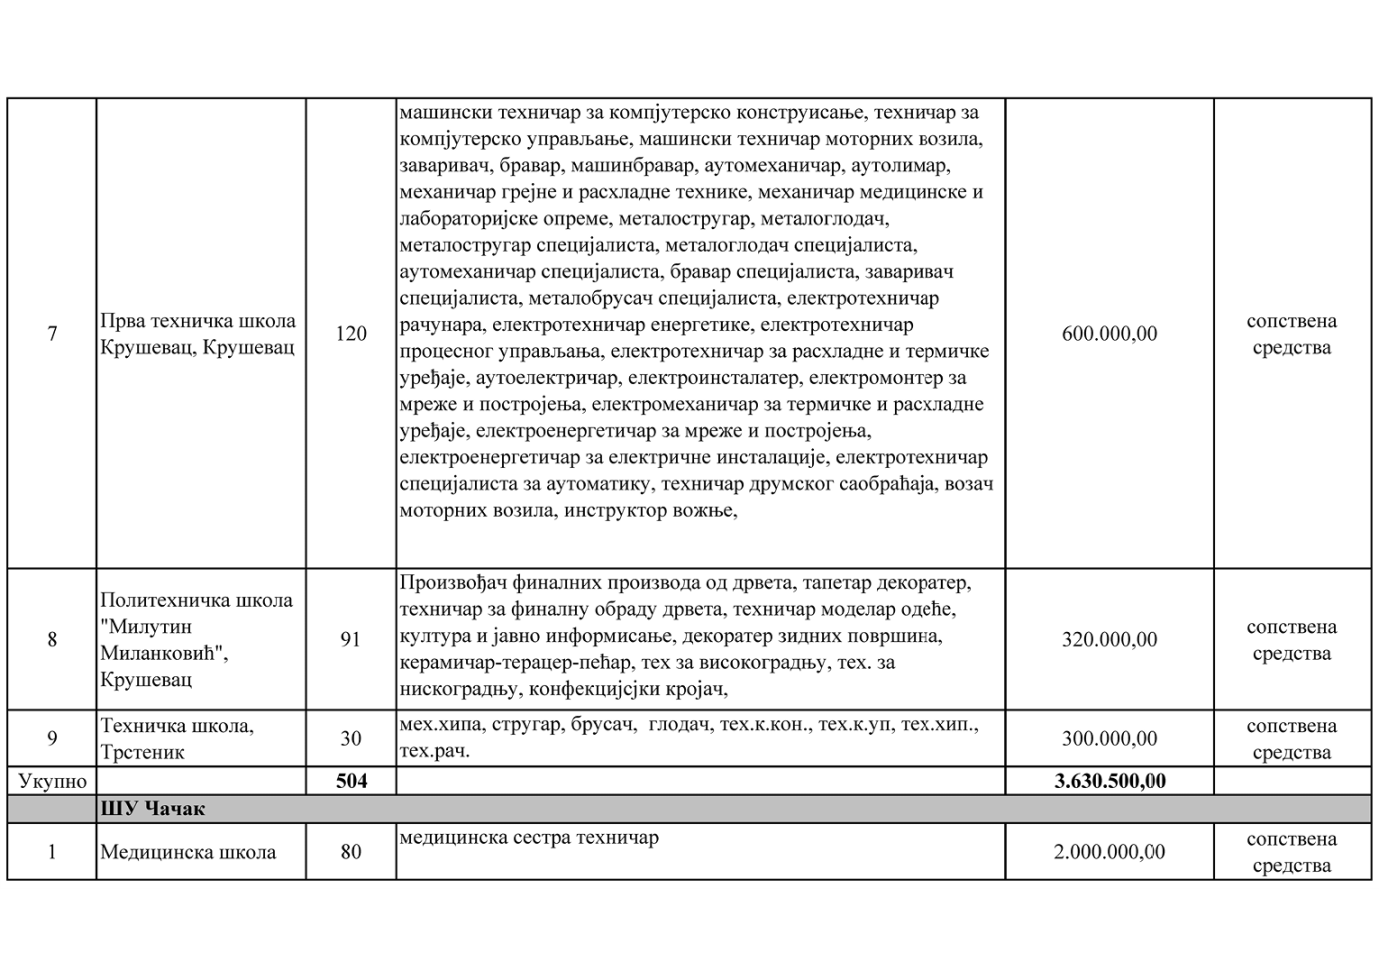 7
Прва техничка школа
Крушевац, Крушевац
120
машински техничар за компјутерско конструисање, техничар за
компјутерско управљање, машински техничар моторних возила,
заваривач, бравар, машинбравар, аутомеханичар, аутолимар,
механичар грејне и расхладне технике, механичар медицинске и
лабораторијске опреме, металостругар, металоглодач,
металостругар специјалиста, металоглодач специјалиста,
аутомеханичар специјалиста, бравар специјалиста, заваривач
специјалиста, металобрусач специјалиста, електротехничар
рачунара, електротехничар енергетике, електротехничар
процесног управљања, електротехничар за расхладне и термичке
уређаје, аутоелектричар, електроинсталатер, електромонтер за
мреже и постројења, електромеханичар за термичке и расхладне
уређаје, електроенергетичар за мреже и постројења,
електроенергетичар за електричне инсталације, електротехничар
специјалиста за аутоматику, техничар друмског саобраћаја, возач
моторних возила, инструктор вожње,
600.000,00
сопствена
средства
8
Политехничка школа
"Милутин
Миланковић",
Крушевац
91
Произвођач финалних производа од дрвета, тапетар декоратер,
техничар за финалну обраду дрвета, техничар моделар одеће,
култура и јавно информисање, декоратер зидних површина,
керамичар-терацер-пећар, тех за високоградњу, тех. за
нискоградњу, конфекцијсјки кројач,
320.000,00
сопствена
средства
9
Техничка школа,
Трстеник
30
мех.хипа, стругар, брусач,  глодач, тех.к.кон., тех.к.уп, тех.хип.,
тех.рач.
300.000,00
сопствена
средства
Укупно 504 3.630.500,00
ШУ Чачак
1
Медицинска школа
80
медицинска сестра техничар
2.000.000,00
сопствена
средства